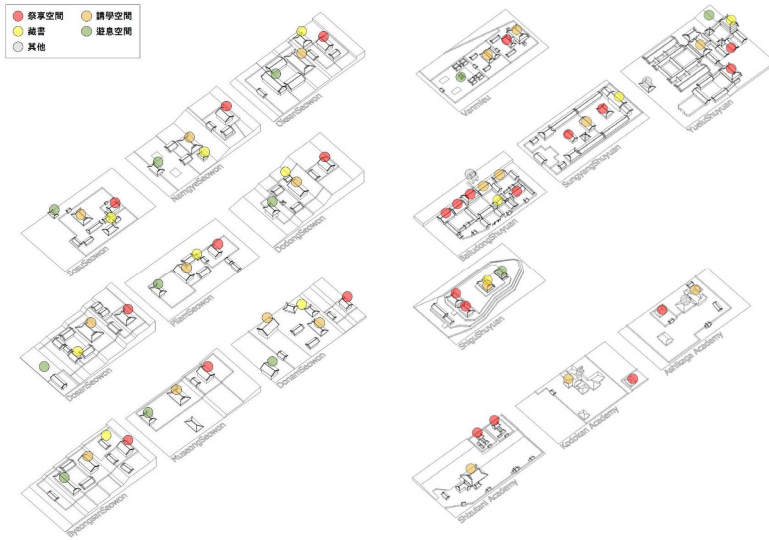 祭享空間 講學空間
藏書 遊息空間
其他
OksanSeowon
NamgyeSeowon
SosuSeowon
DodongSeowon
PilamSeowon
DosanSeowon
DonamSeowon
MuseongSeowon
ByeongsanSeowon
Vanmieu
YueluShuyuan
SungyangShuyuan
BailudongShuyuan
ShiguShuyuan
Ashikaga Academy
Kodokan Academy
Shizutani Academy